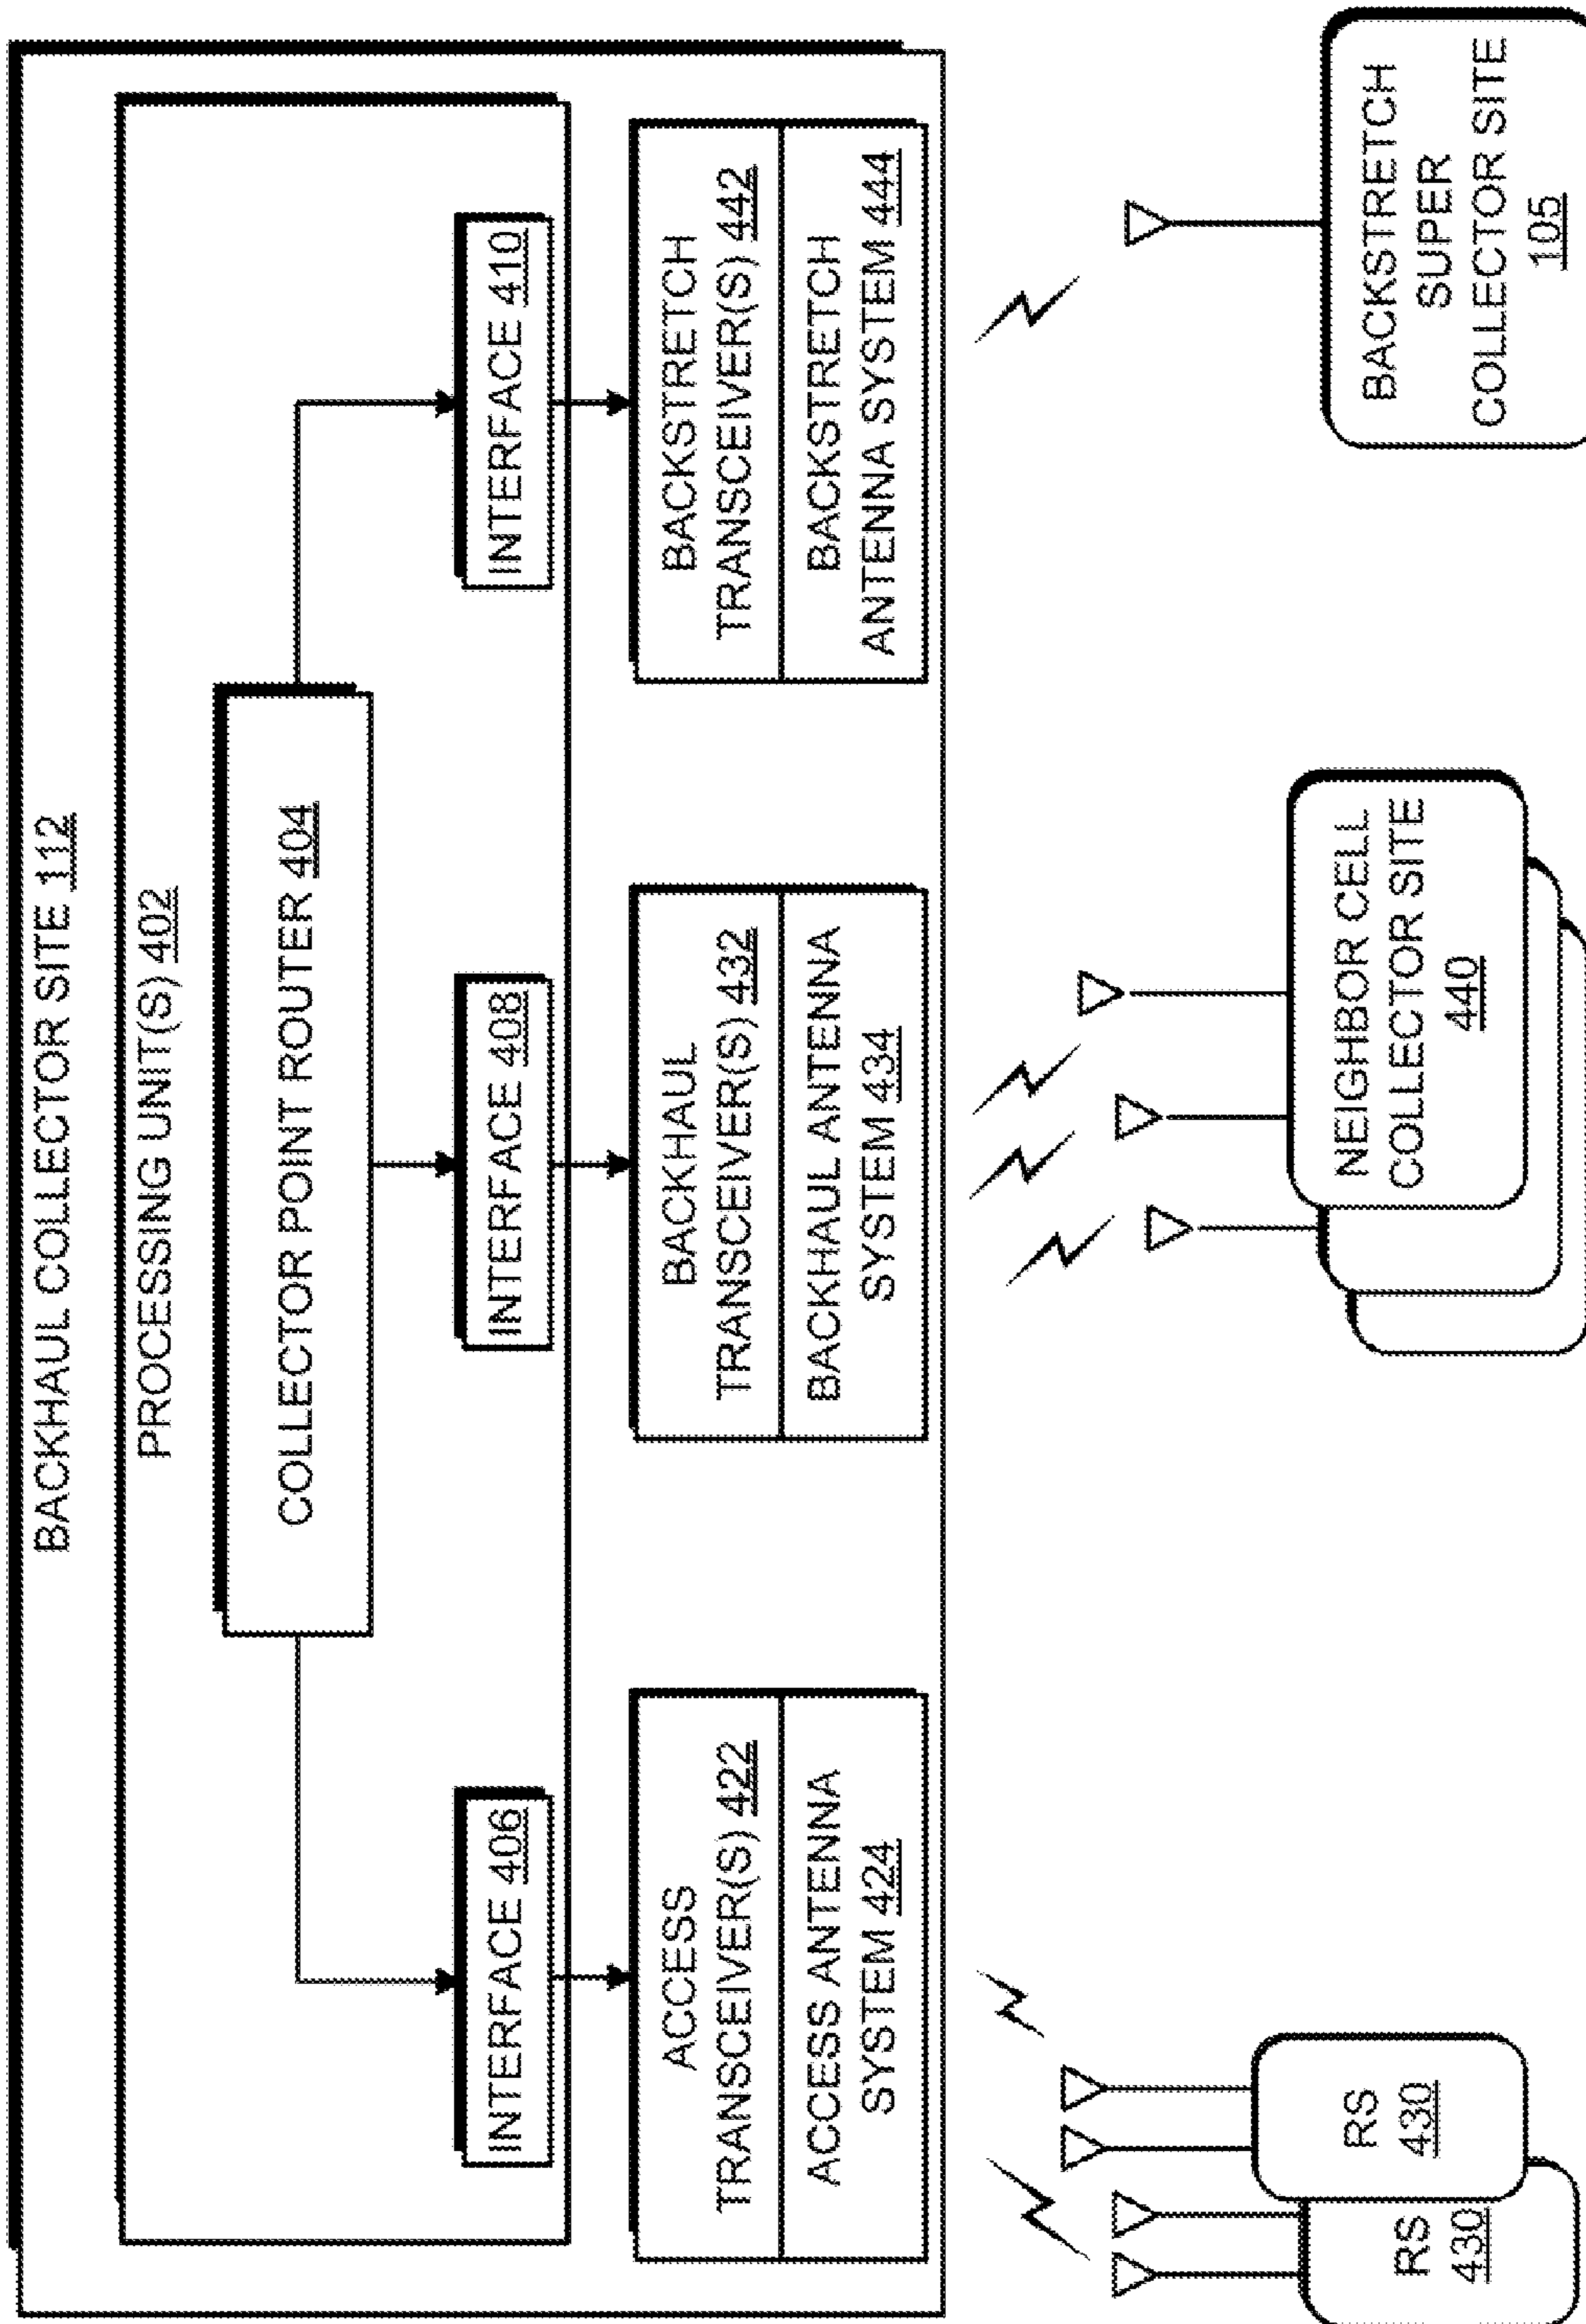 BACKHAUL COLLECTOR SITE 112
PROCESSING UNIT(S) 402
COLLECTOR POINT ROUTER 404
INTERFACE 406
INTERFACE 408
INTERFACE 410
ACCESS
TRANSCEIVER(S) 422
ACCESS ANTENNA
SYSTEM 424
BACKHAUL
TRANSCEIVER(S) 432
BACKHAUL ANTENNA
SYSTEM 434
BACKSTRETCH
TRANSCEIVER(S) 442
BACKSTRETCH
ANTENNA SYSTEM 444
RS
430
RS
430
NEIGHBOR CELL
COLLECTOR SITE
440
BACKSTRETCH
SUPER
COLLECTOR SITE
105